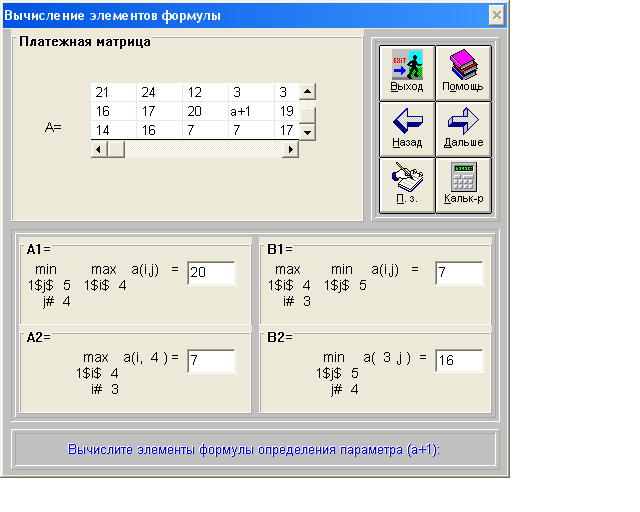 Вычисление элементов формулы
Платежная матрица
21 24 12 3 3
A= 16 17 20 a+1 19
14 16 7 7 17
EXIT
Выход Помощь
Назад Дальше
П. з. Кальк-р
A1=
min max a(i,j) = 20
1$j$ 5 1$i$ 4
j# 4
B1=
max min a(i,j) = 7
1$i$ 4 1$j$ 5
i# 3
A2=
max a(i, 4 ) = 7
1$i$ 4
i# 3
B2=
min a( 3 ,j ) = 16
1$j$ 5
j# 4
Вычислите элементы формулы определения параметра (a+1):